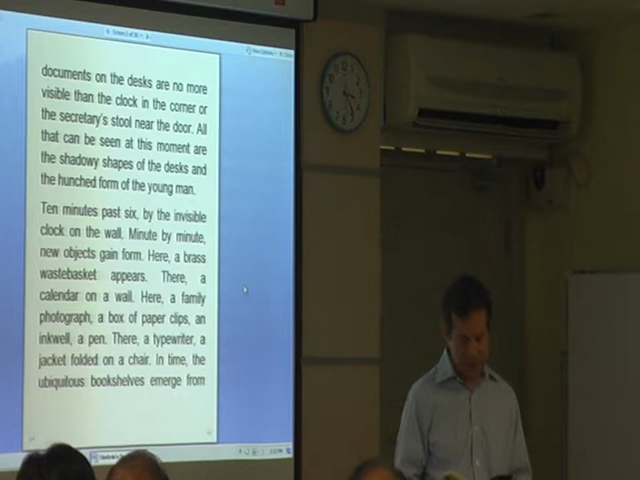 documents on the desks are no more
visible than the clock in the corner or
the secretary's stool near the door. All
that can be seen at this moment are
the shadowy shapes of the desks and
the hunched form of the young man.
Ten minutes past six, by the invisible
clock on the wall. Minute by minute,
new objects gain form. Here, a brass
wastebasket appears. There, a
calendar on a wall. Here, a family
photograph, a box of paper clips, an
inkwell, a pen. There, a typewriter, a
jacket folded on a chair. In time, the
ubiquitous bookshelves emerge from